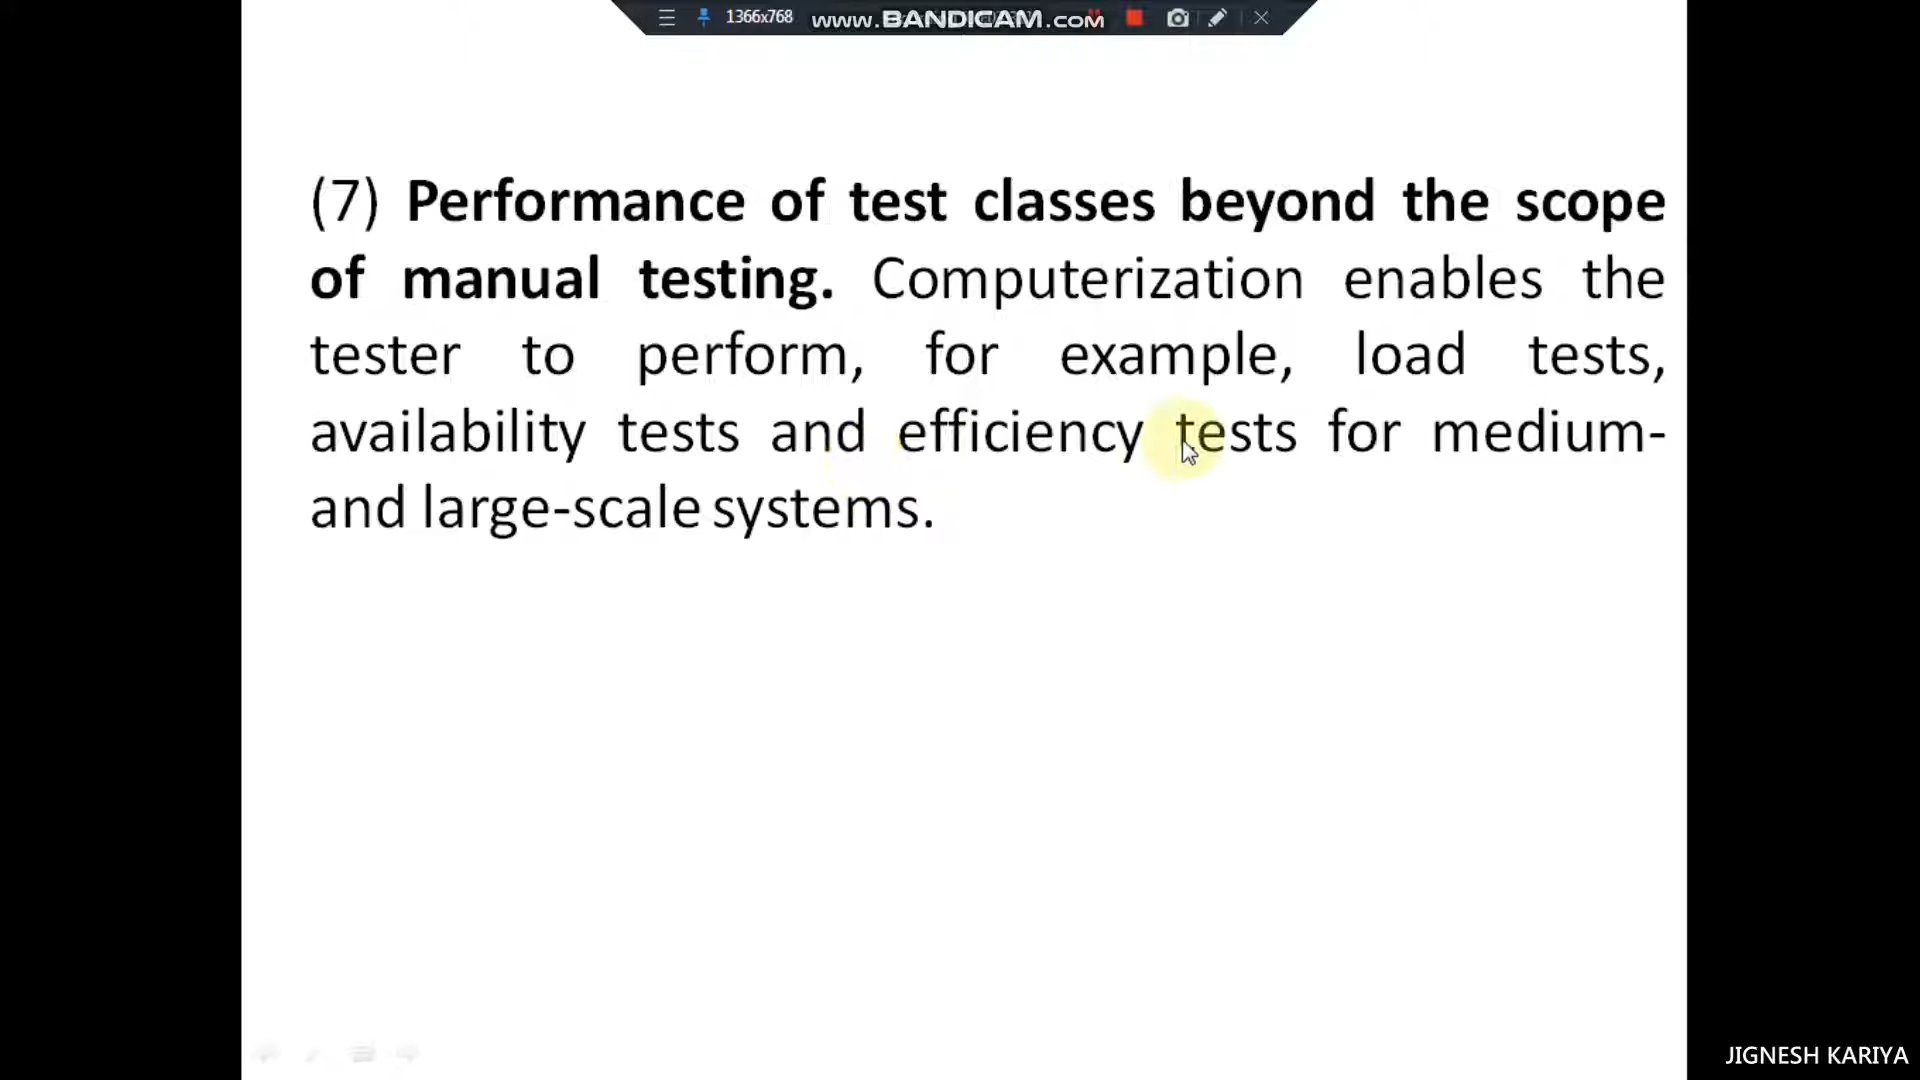 1366x768 www.BANDICAM.com
(7) Performance of test classes beyond the scope
of manual testing. Computerization enables the
tester to perform, for example, load tests,
availability tests and efficiency tests for medium-
and large-scale systems.
JIGNESH KARIYA